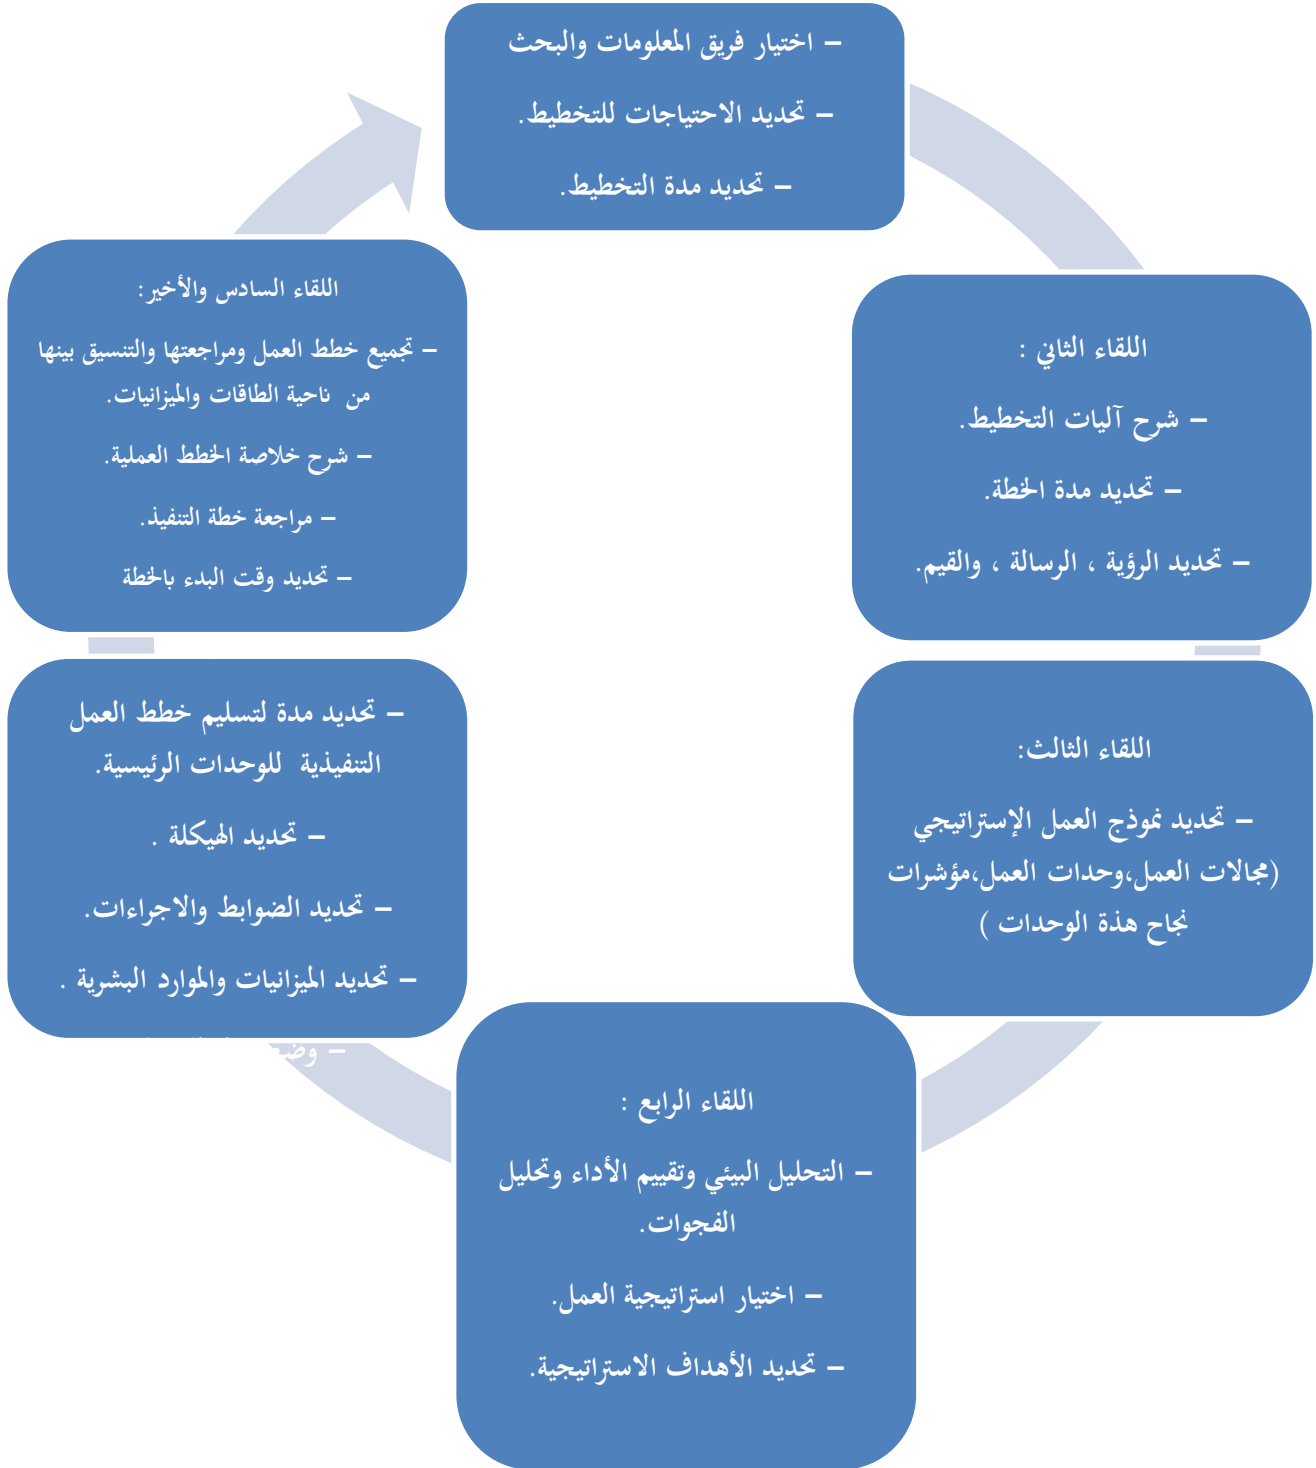 – اختيار فريق المعلومات والبحث
– تحديد الاحتياجات للتخطيط.
– تحديد مدة التخطيط.
اللقاء الثاني :
– شرح آليات التخطيط.
– تحديد مدة الخطة.
– تحديد الرؤية ، الرسالة ، والقيم.
اللقاء الثالث:
– تحديد نموذج العمل الإستراتيجي
(مجالات العمل،وحدات العمل،مؤشرات
نجاح هذة الوحدات )
اللقاء الرابع :
– التحليل البيئي وتقييم الأداء وتحليل
الفجوات.
– اختيار استراتيجية العمل.
– تحديد الأهداف الاستراتيجية.
– تحديد مدة لتسليم خطط العمل
التنفيذية للوحدات الرئيسية.
– تحديد الهيكلة .
– تحديد الضوابط والاجراءات.
– تحديد الميزانيات والموارد البشرية .
اللقاء السادس والأخير:
– تجميع خطط العمل ومراجعتها والتنسيق بينها
من ناحية الطاقات والميزانيات.
– شرح خلاصة الخطط العملية.
– مراجعة خطة التنفيذ.
– تحديد وقت البدء بالخطة